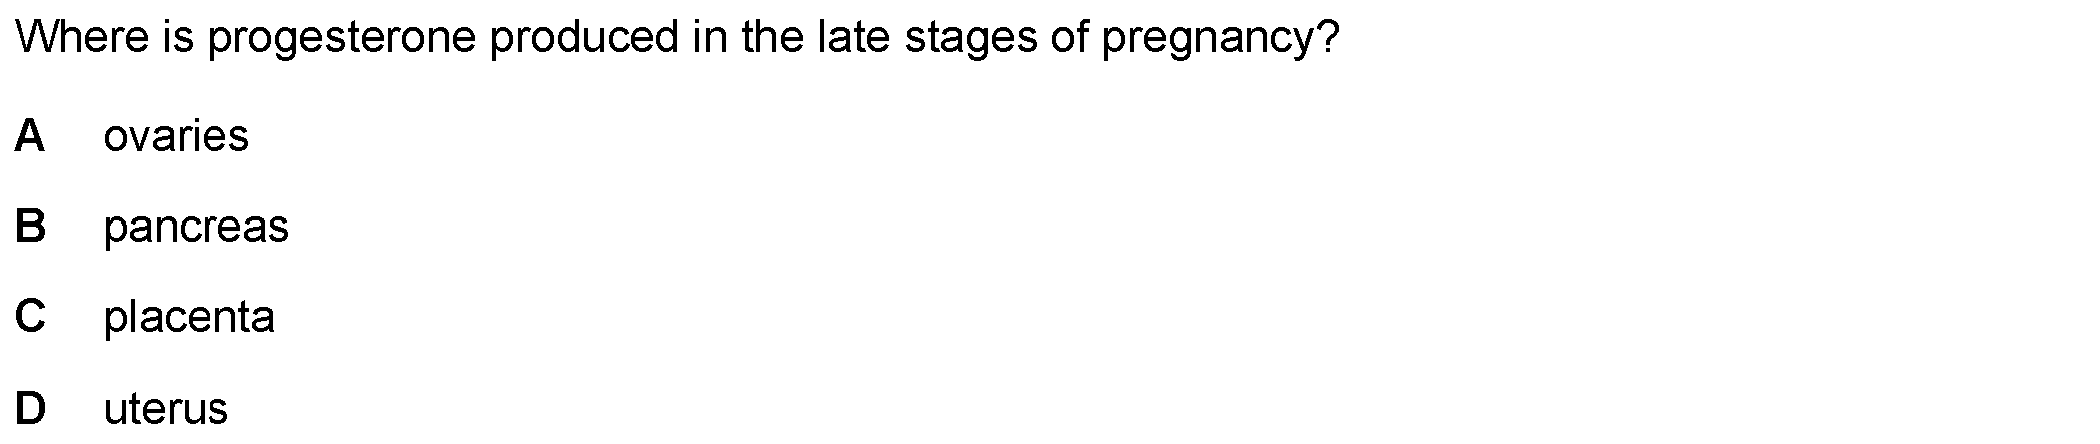 Where is progesterone produced in the late stages of pregnancy?
A ovaries
B pancreas
C placenta
D uterus